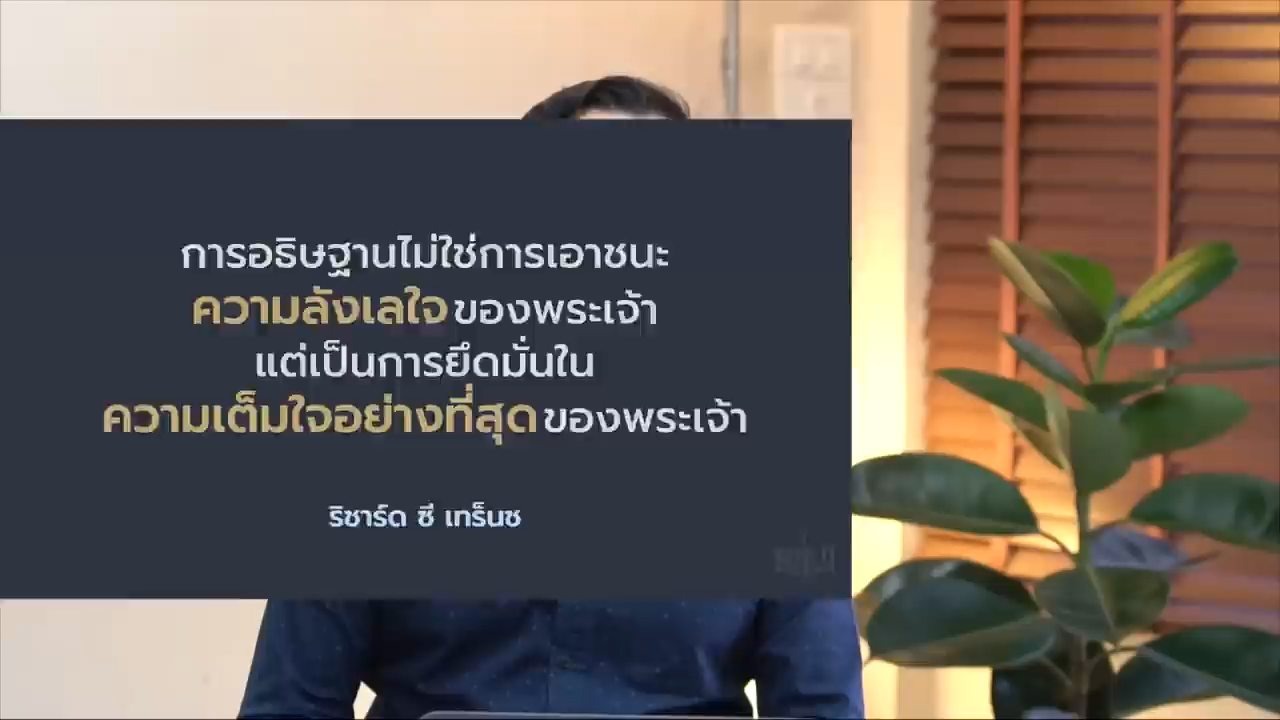 การอธิษฐานไม่ใช่การเอาชนะ
ความลังเลใจของพระเจ้า
แต่เป็นการยึดมั่นใน
ความเต็มใจอย่างที่สุดของพระเจ้า
ริชาร์ด ซี เทร็นช